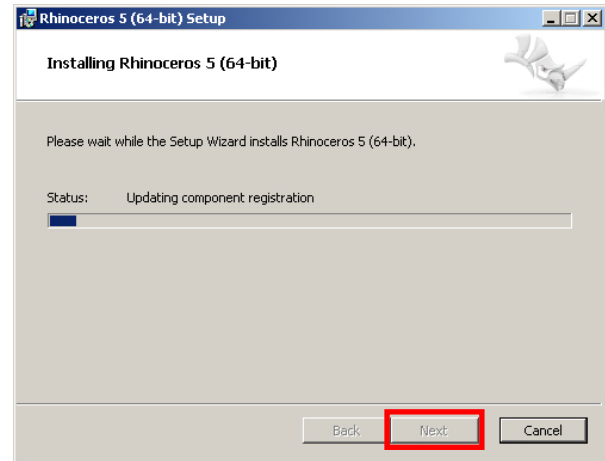 Rhinoceros 5 (64-bit) Setup
Installing Rhinoceros 5 (64-bit)
Please wait while the Setup Wizard installs Rhinoceros 5 (64-bit).
Status: Updating component registration
Back Next Cancel